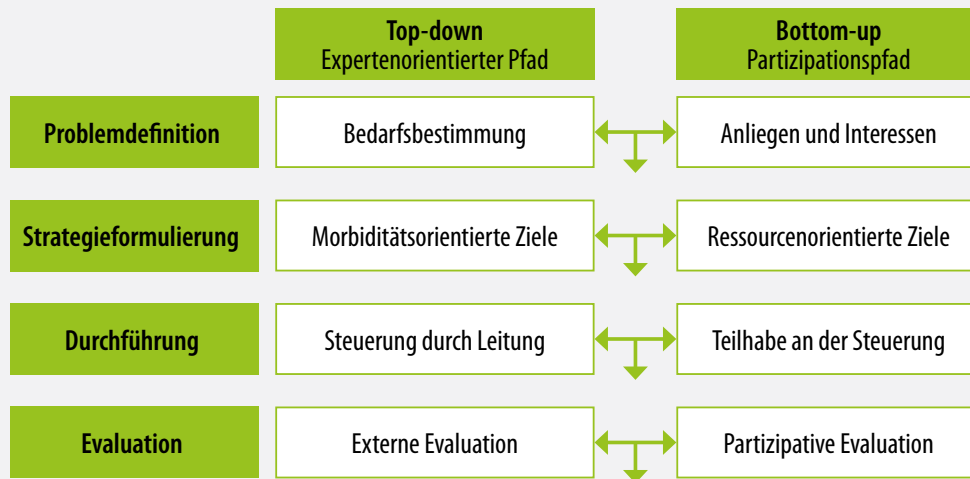 Top-down
Expertenorientierter Pfad
Bottom-up
Partizipationspfad
Problemdefinition
Bedarfsbestimmung
Anliegen und Interessen
Strategieformulierung
Morbiditätsorientierte Ziele
Ressourcenorientierte Ziele
Durchführung
Steuerung durch Leitung
Teilhabe an der Steuerung
Evaluation
Externe Evaluation
Partizipative Evaluation